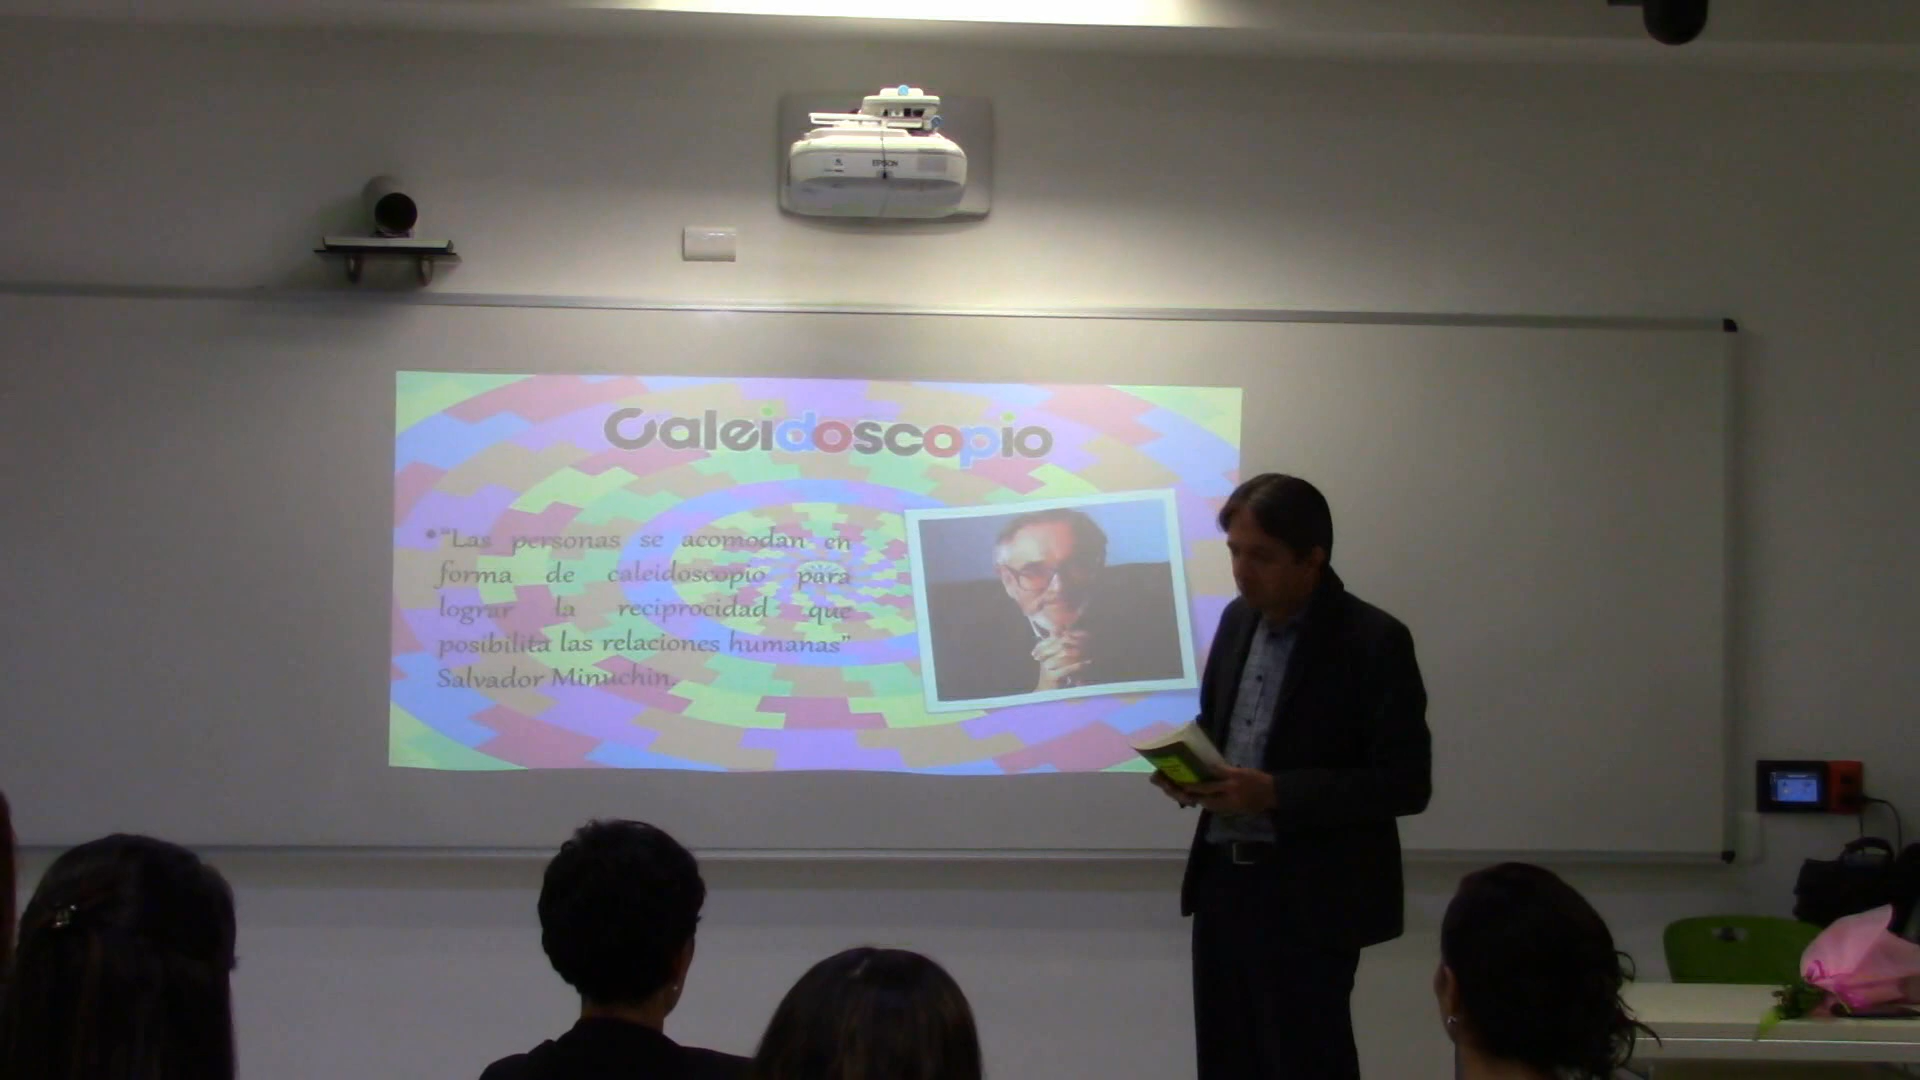 EPSON
Caleidoscopio
•"Las personas se acomodan en
forma de caleidoscopio para
lograr la reciprocidad que
posibilita las relaciones humanas"
Salvador Minuchin.